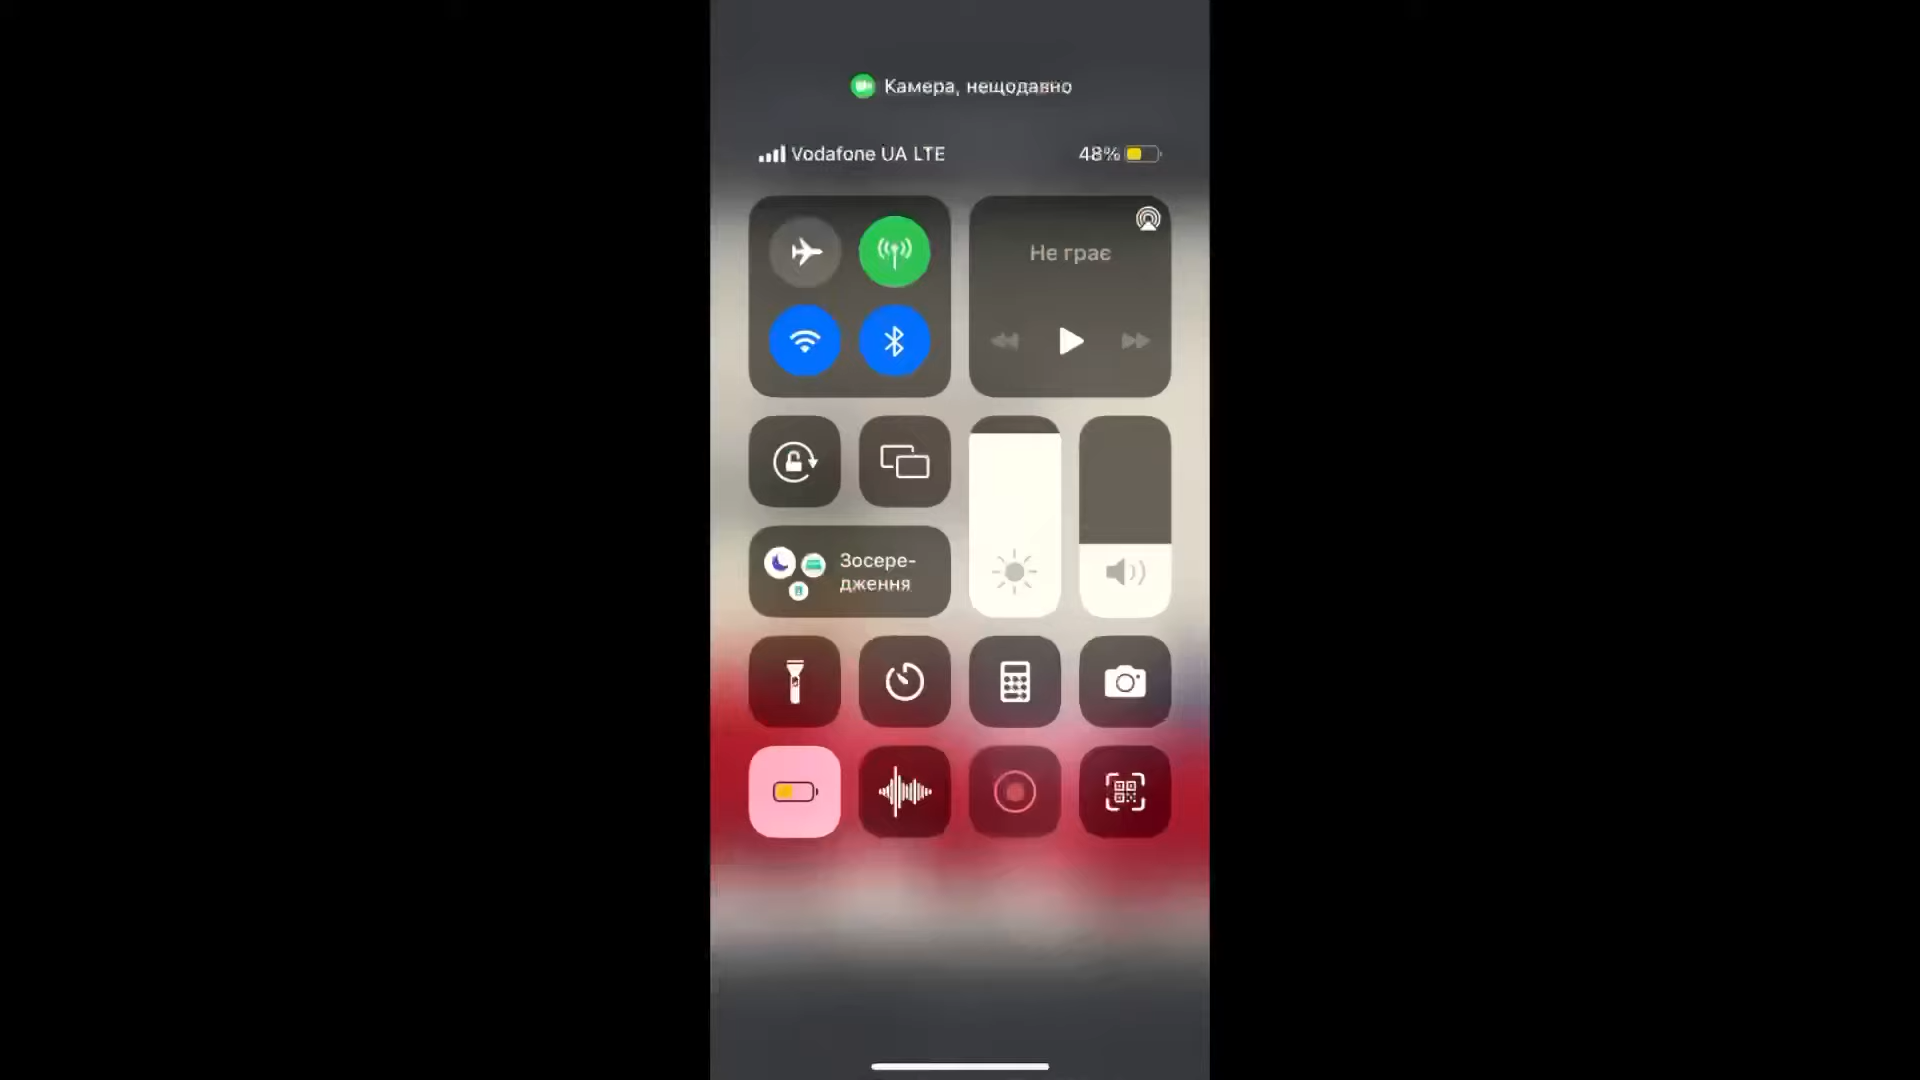 Камера, нещодавно
Vodafone UA LTE
48%
Не грає
Зосере-
дження